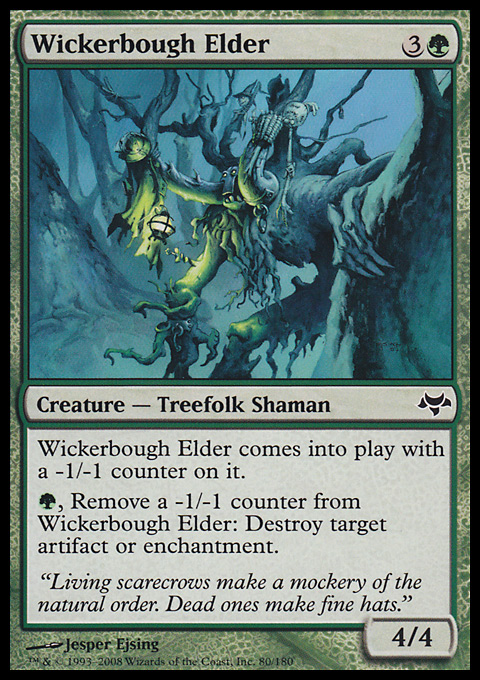 Wickerbough Elder 3
Creature — Treefolk Shaman
Wickerbough Elder comes into play with
a -1/-1 counter on it.
, Remove a -1/-1 counter from
Wickerbough Elder: Destroy target
artifact or enchantment.
“Living scarecrows make a mockery of the
natural order. Dead ones make fine hats.”
Jesper Ejsing
4/4
™ & © 1993–2008 Wizards of the Coast, Inc. 80/180